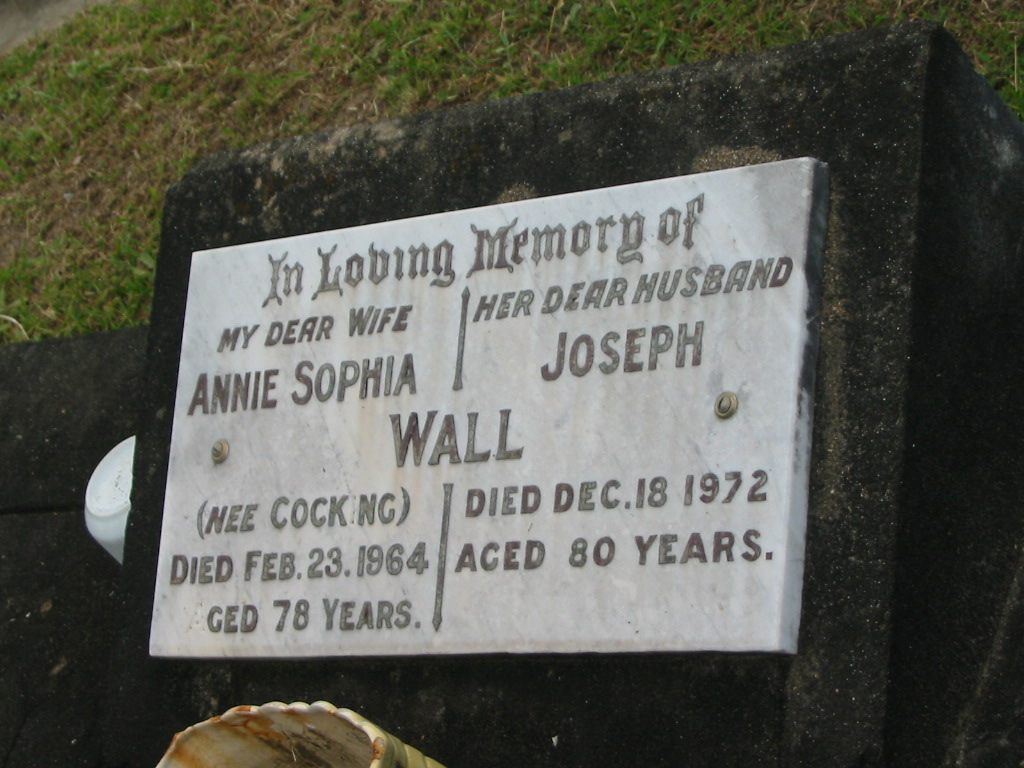 In Loving Memory of
MY DEAR WIFE
ANNIE SOPHIA
HER DEAR HUSBAND
JOSEPH
WALL
(NEE COCKING)
DIED FEB. 23. 1964
GED 78 YEARS.
DIED DEC. 18 1972
AGED 80 YEARS.